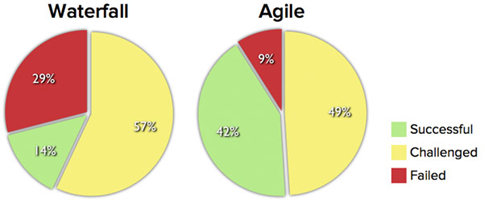 Waterfall
29%
57%
14%
Agile
9%
49%
42%
Successful
Challenged
Failed